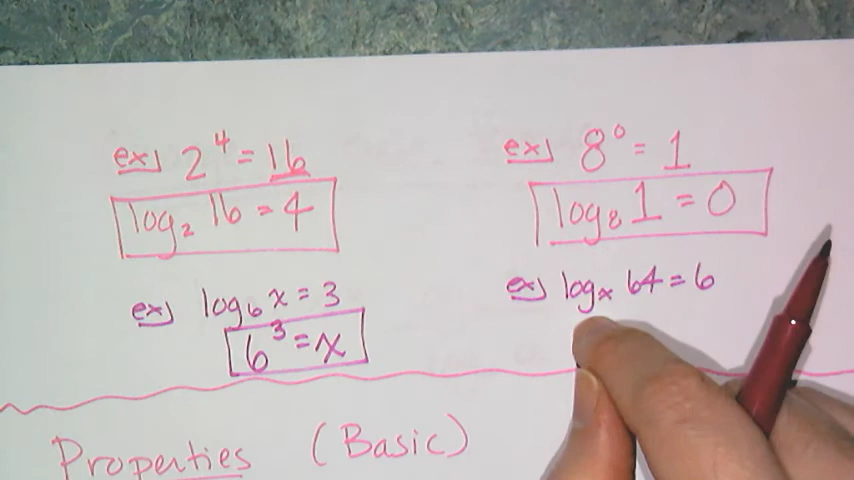 ex) 2⁴ = 16
log₂ 16 = 4
ex) log₆ x = 3
6³ = x
ex) 8⁰ = 1
log₈ 1 = 0
ex) logₓ 64 = 6
Properties (Basic)